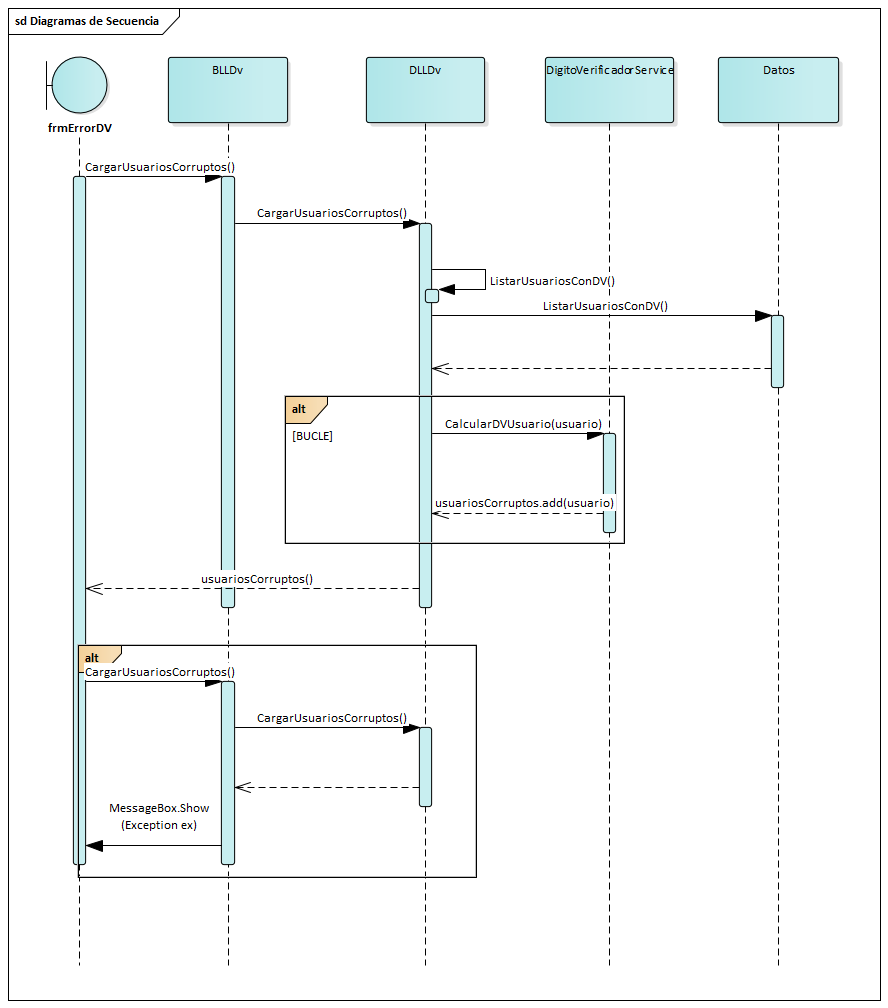 sd Diagramas de Secuencia
frmErrorDV
BLLDv
DLLDv
DigitoVerificadorService
Datos
CargarUsuariosCorruptos()
CargarUsuariosCorruptos()
ListarUsuariosConDV()
ListarUsuariosConDV()
alt
[BUCLE]
CalcularDVUsuario(usuario)
usuariosCorruptos.add(usuario)
usuariosCorruptos()
alt
CargarUsuariosCorruptos()
CargarUsuariosCorruptos()
MessageBox.Show
(Exception ex)